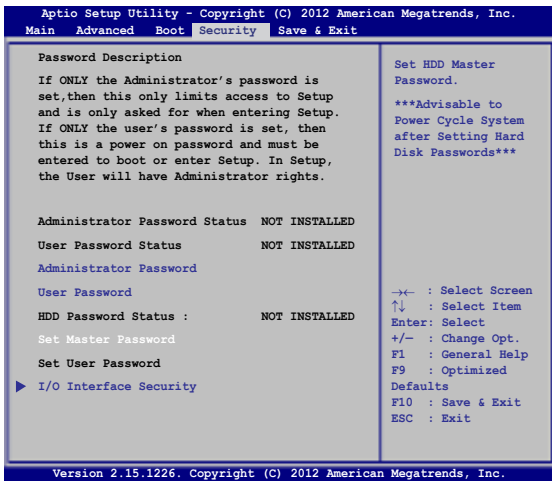 Aptio Setup Utility - Copyright (C) 2012 American Megatrends, Inc.
Main Advanced Boot Security Save & Exit
Password Description
If ONLY the Administrator's password is
set,then this only limits access to Setup
and is only asked for when entering Setup.
If ONLY the user's password is set, then
this is a power on password and must be
entered to boot or enter Setup. In Setup,
the User will have Administrator rights.
Administrator Password Status NOT INSTALLED
User Password Status NOT INSTALLED
Administrator Password
User Password
HDD Password Status : NOT INSTALLED
Set Master Password
Set User Password
I/O Interface Security
Set HDD Master
Password.
***Advisable to
Power Cycle System
after Setting Hard
Disk Passwords***
→← : Select Screen
↑↓ : Select Item
Enter: Select
+/— : Change Opt.
F1 : General Help
F9 : Optimized
Defaults
F10 : Save & Exit
ESC : Exit
Version 2.15.1226. Copyright (C) 2012 American Megatrends, Inc.